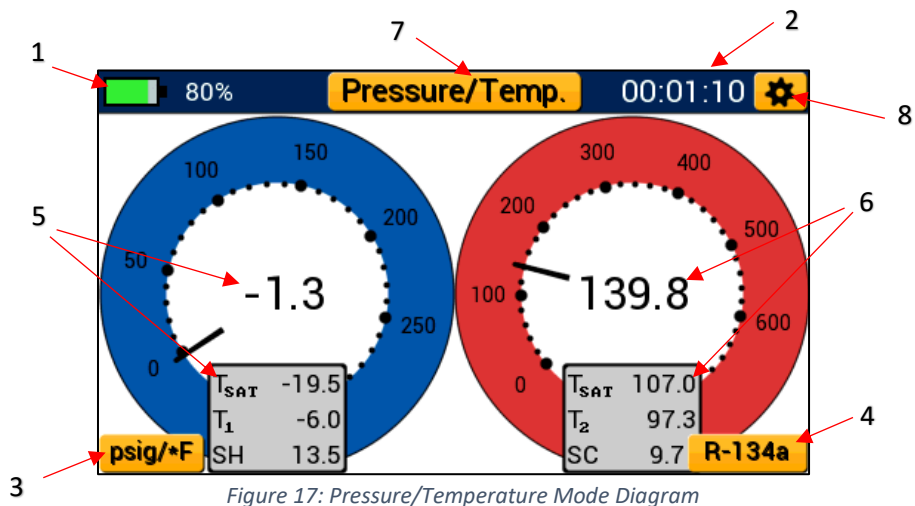 1
7
2
80%
Pressure/Temp.
00:01:10
8
150
100
200
50
250
0
-1.3
5
300
400
200
500
100
600
0
139.8
6
TSAT -19.5
T1 -6.0
SH 13.5
TSAT 107.0
T2 97.3
SC 9.7
psig/*F
R-134a
3
4
Figure 17: Pressure/Temperature Mode Diagram